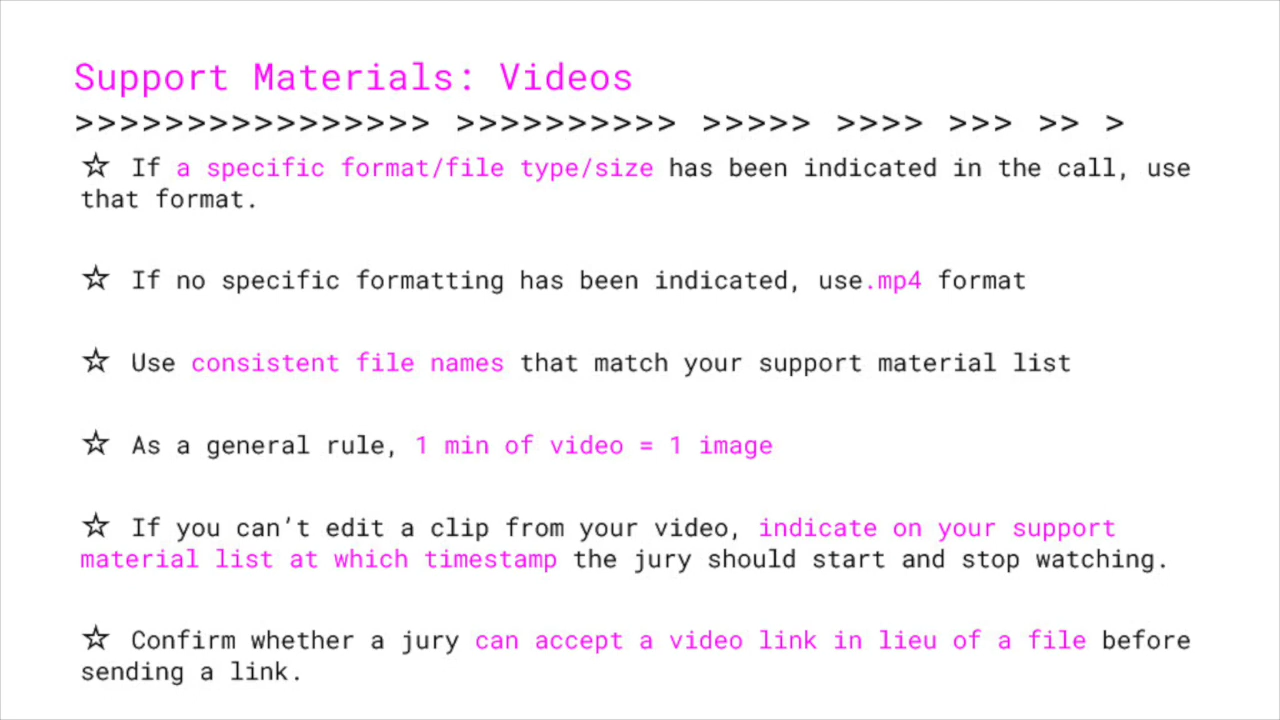 Support Materials: Videos
>>>>>>>>>>>>>>>> >>>>>>>>>> >>>>> >>>> >>> >> >
☆ If a specific format/file type/size has been indicated in the call, use
that format.
☆ If no specific formatting has been indicated, use.mp4 format
☆ Use consistent file names that match your support material list
☆ As a general rule, 1 min of video = 1 image
☆ If you can’t edit a clip from your video, indicate on your support
material list at which timestamp the jury should start and stop watching.
☆ Confirm whether a jury can accept a video link in lieu of a file before
sending a link.